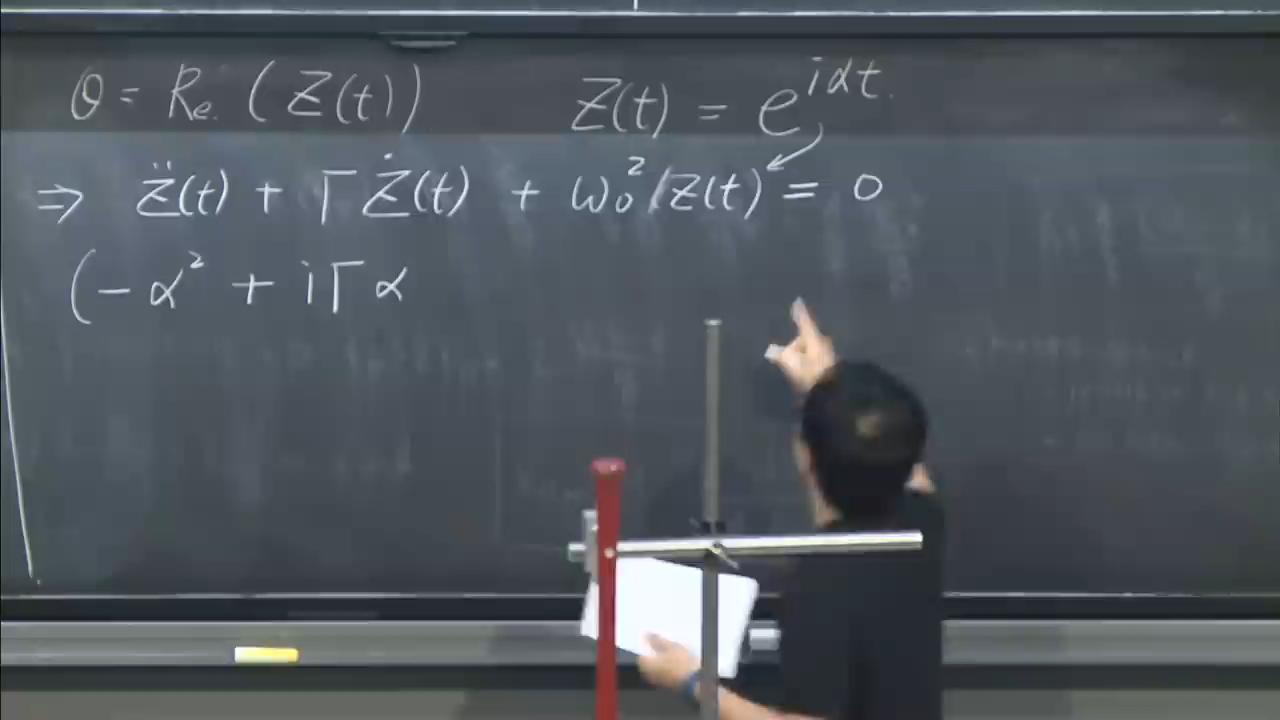 θ = Re. (Z(t)) Z(t) = e^{iαt}.
⇒ Z̈(t) + Γ Ż(t) + ω₀² Z(t) = 0
(-α² + iΓα